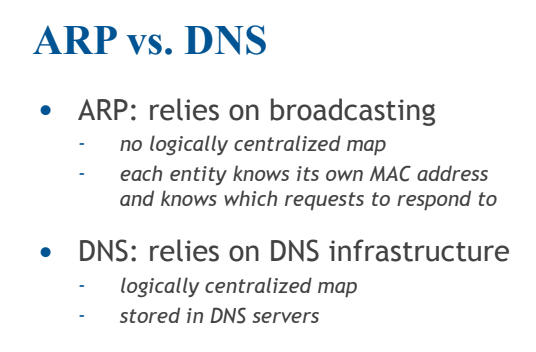 ARP vs. DNS
• ARP: relies on broadcasting
- no logically centralized map
- each entity knows its own MAC address
and knows which requests to respond to
• DNS: relies on DNS infrastructure
- logically centralized map
- stored in DNS servers